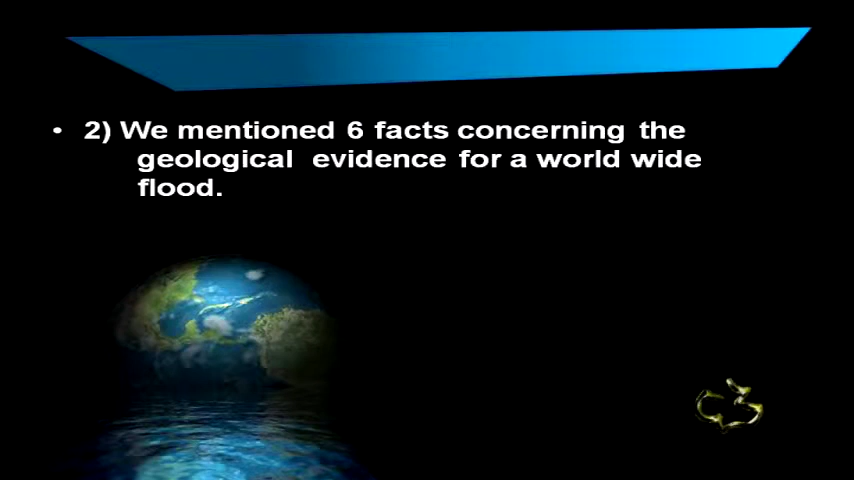 • 2) We mentioned 6 facts concerning the
geological evidence for a world wide
flood.